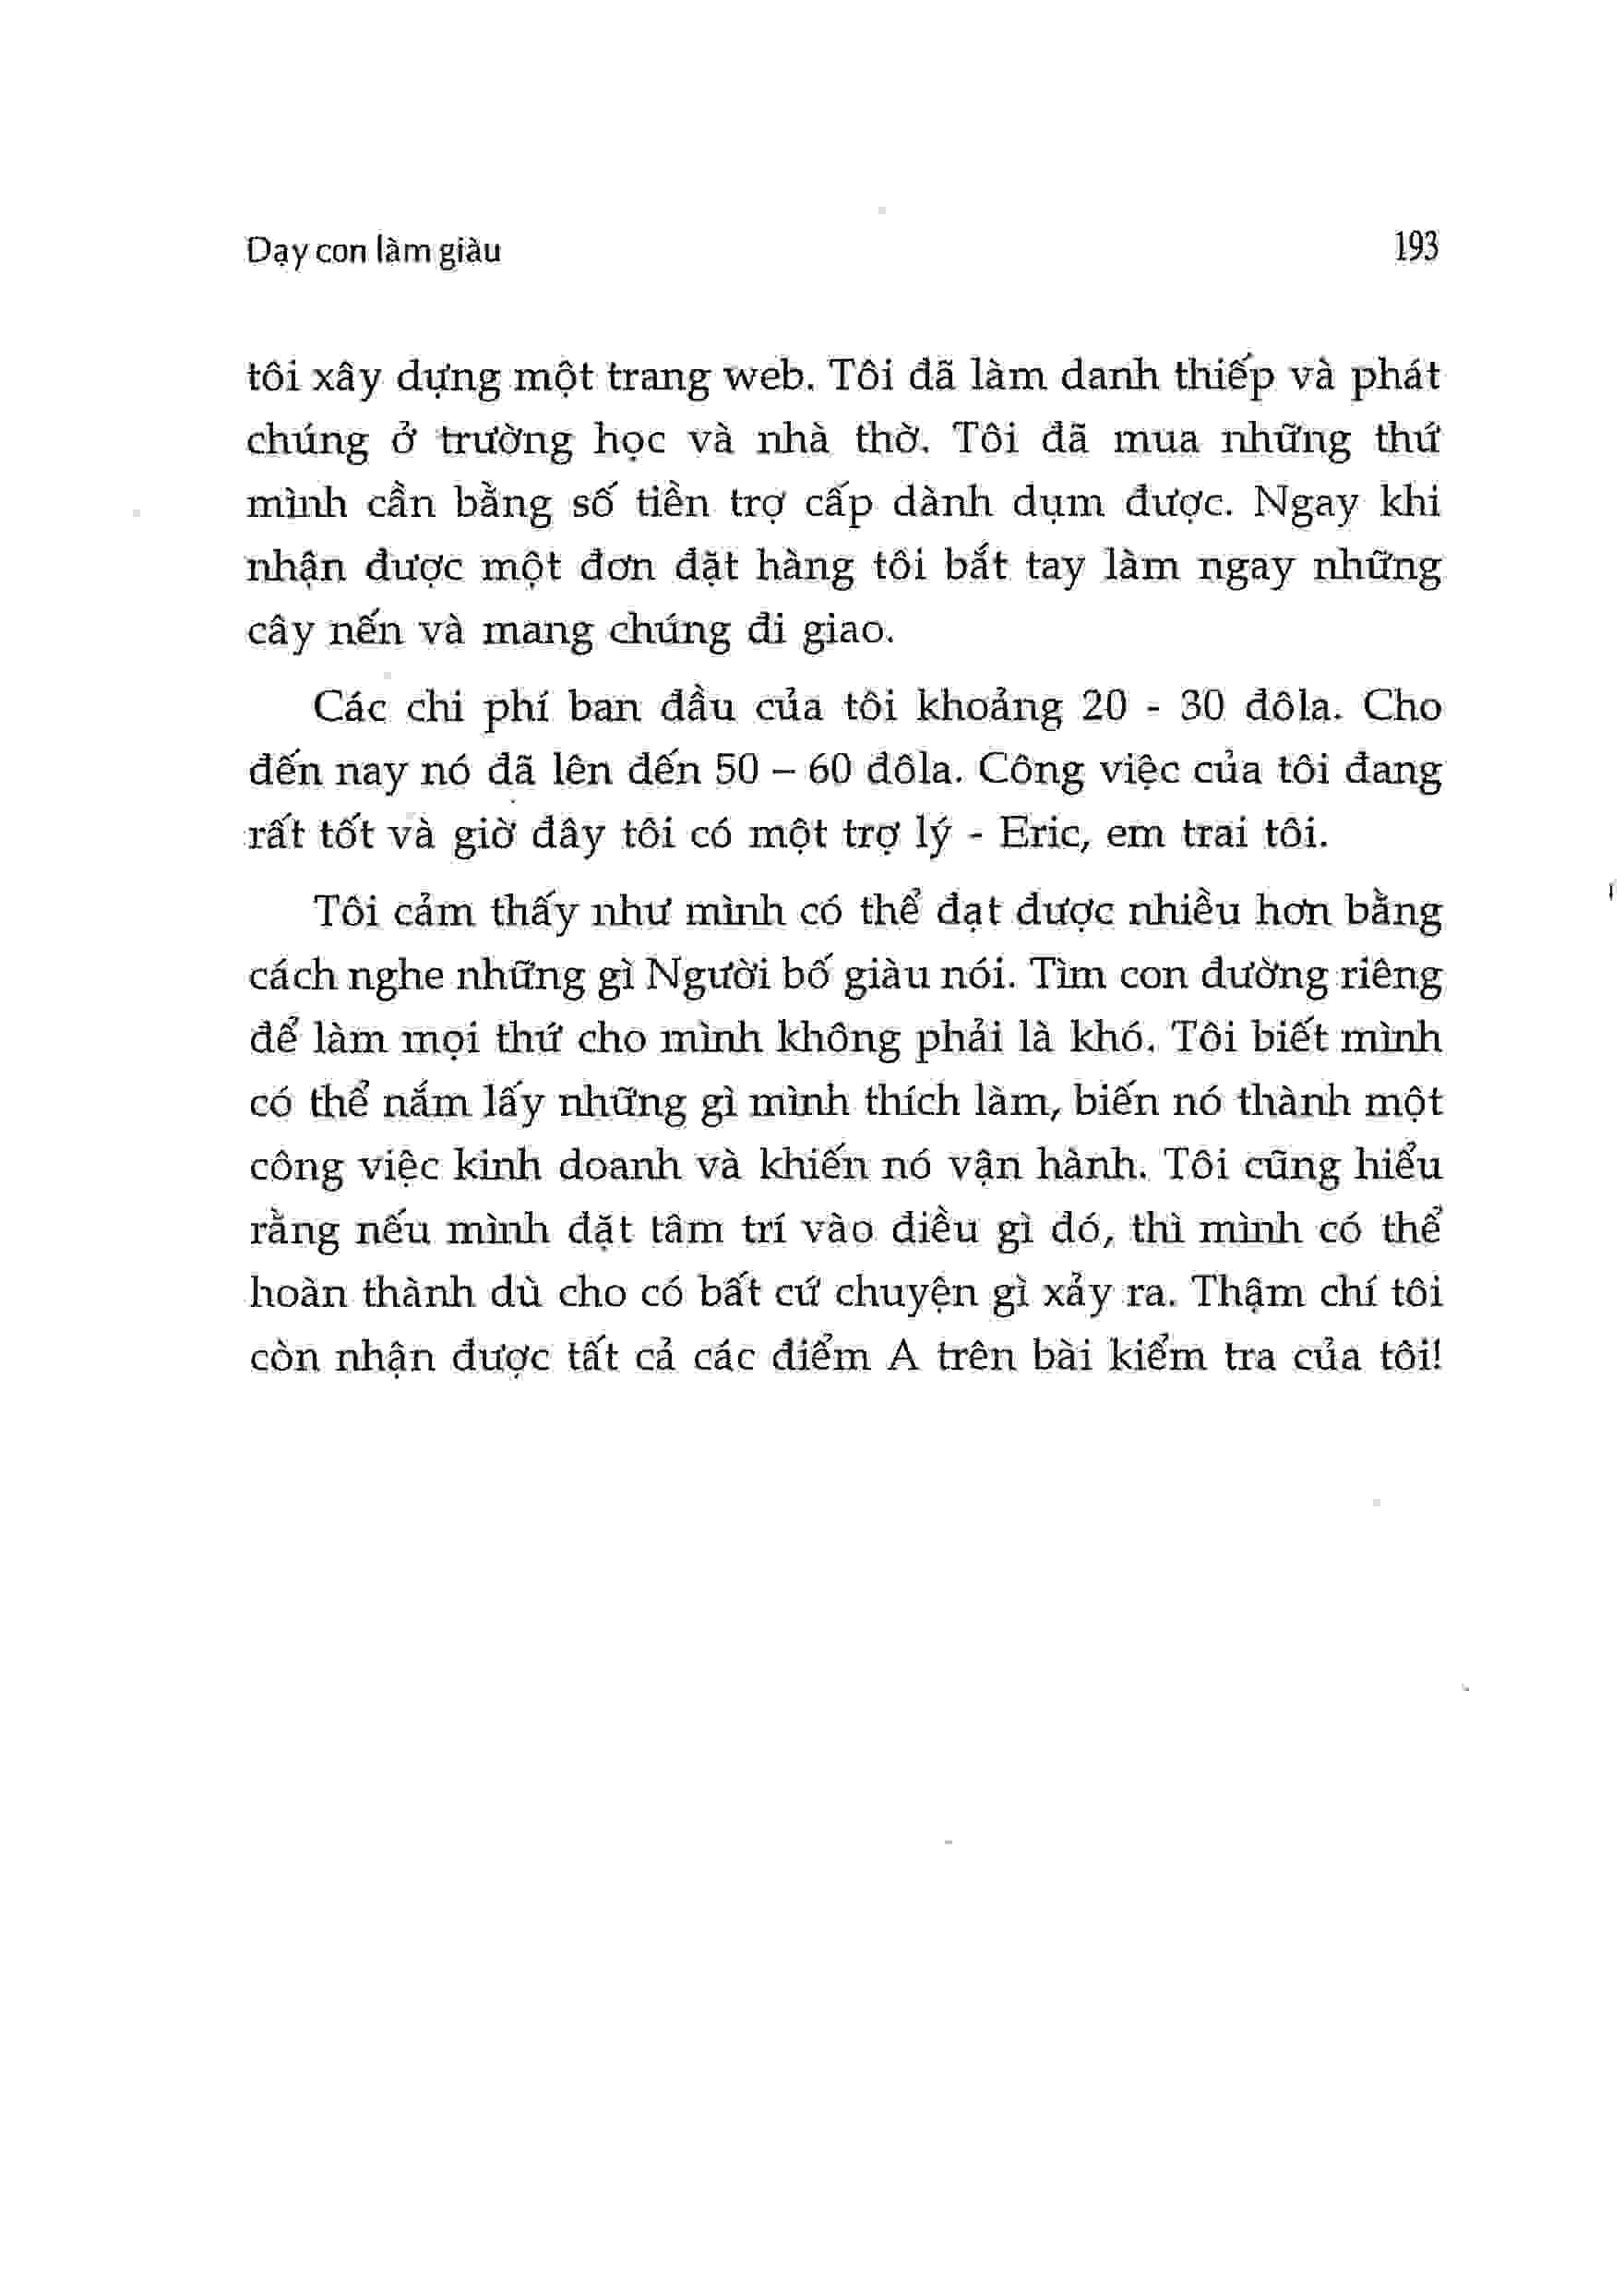 Dạy con làm giàu 193
tôi xây dựng một trang web. Tôi đã làm danh thiếp và phát
chúng ở trường học và nhà thờ. Tôi đã mua những thứ
mình cần bằng số tiền trợ cấp dành dụm được. Ngay khi
nhận được một đơn đặt hàng tôi bắt tay làm ngay những
cây nến và mang chúng đi giao.
Các chi phí ban đầu của tôi khoảng 20 - 30 đôla. Cho
đến nay nó đã lên đến 50 – 60 đôla. Công việc của tôi đang
rất tốt và giờ đây tôi có một trợ lý - Eric, em trai tôi.
Tôi cảm thấy như mình có thể đạt được nhiều hơn bằng
cách nghe những gì Người bố giàu nói. Tìm con đường riêng
để làm mọi thứ cho mình không phải là khó. Tôi biết mình
có thể nắm lấy những gì mình thích làm, biến nó thành một
công việc kinh doanh và khiến nó vận hành. Tôi cũng hiểu
rằng nếu mình đặt tâm trí vào điều gì đó, thì mình có thể
hoàn thành dù cho có bất cứ chuyện gì xảy ra. Thậm chí tôi
còn nhận được tất cả các điểm A trên bài kiểm tra của tôi!